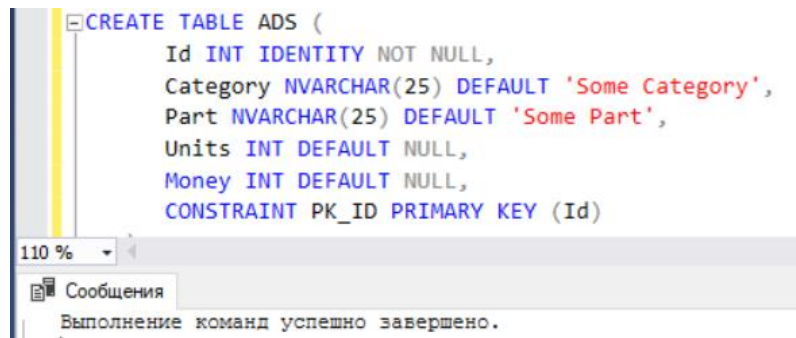 CREATE TABLE ADS (
Id INT IDENTITY NOT NULL,
Category NVARCHAR(25) DEFAULT 'Some Category',
Part NVARCHAR(25) DEFAULT 'Some Part',
Units INT DEFAULT NULL,
Money INT DEFAULT NULL,
CONSTRAINT PK_ID PRIMARY KEY (Id)
110 %
Сообщения
Выполнение команд успешно завершено.